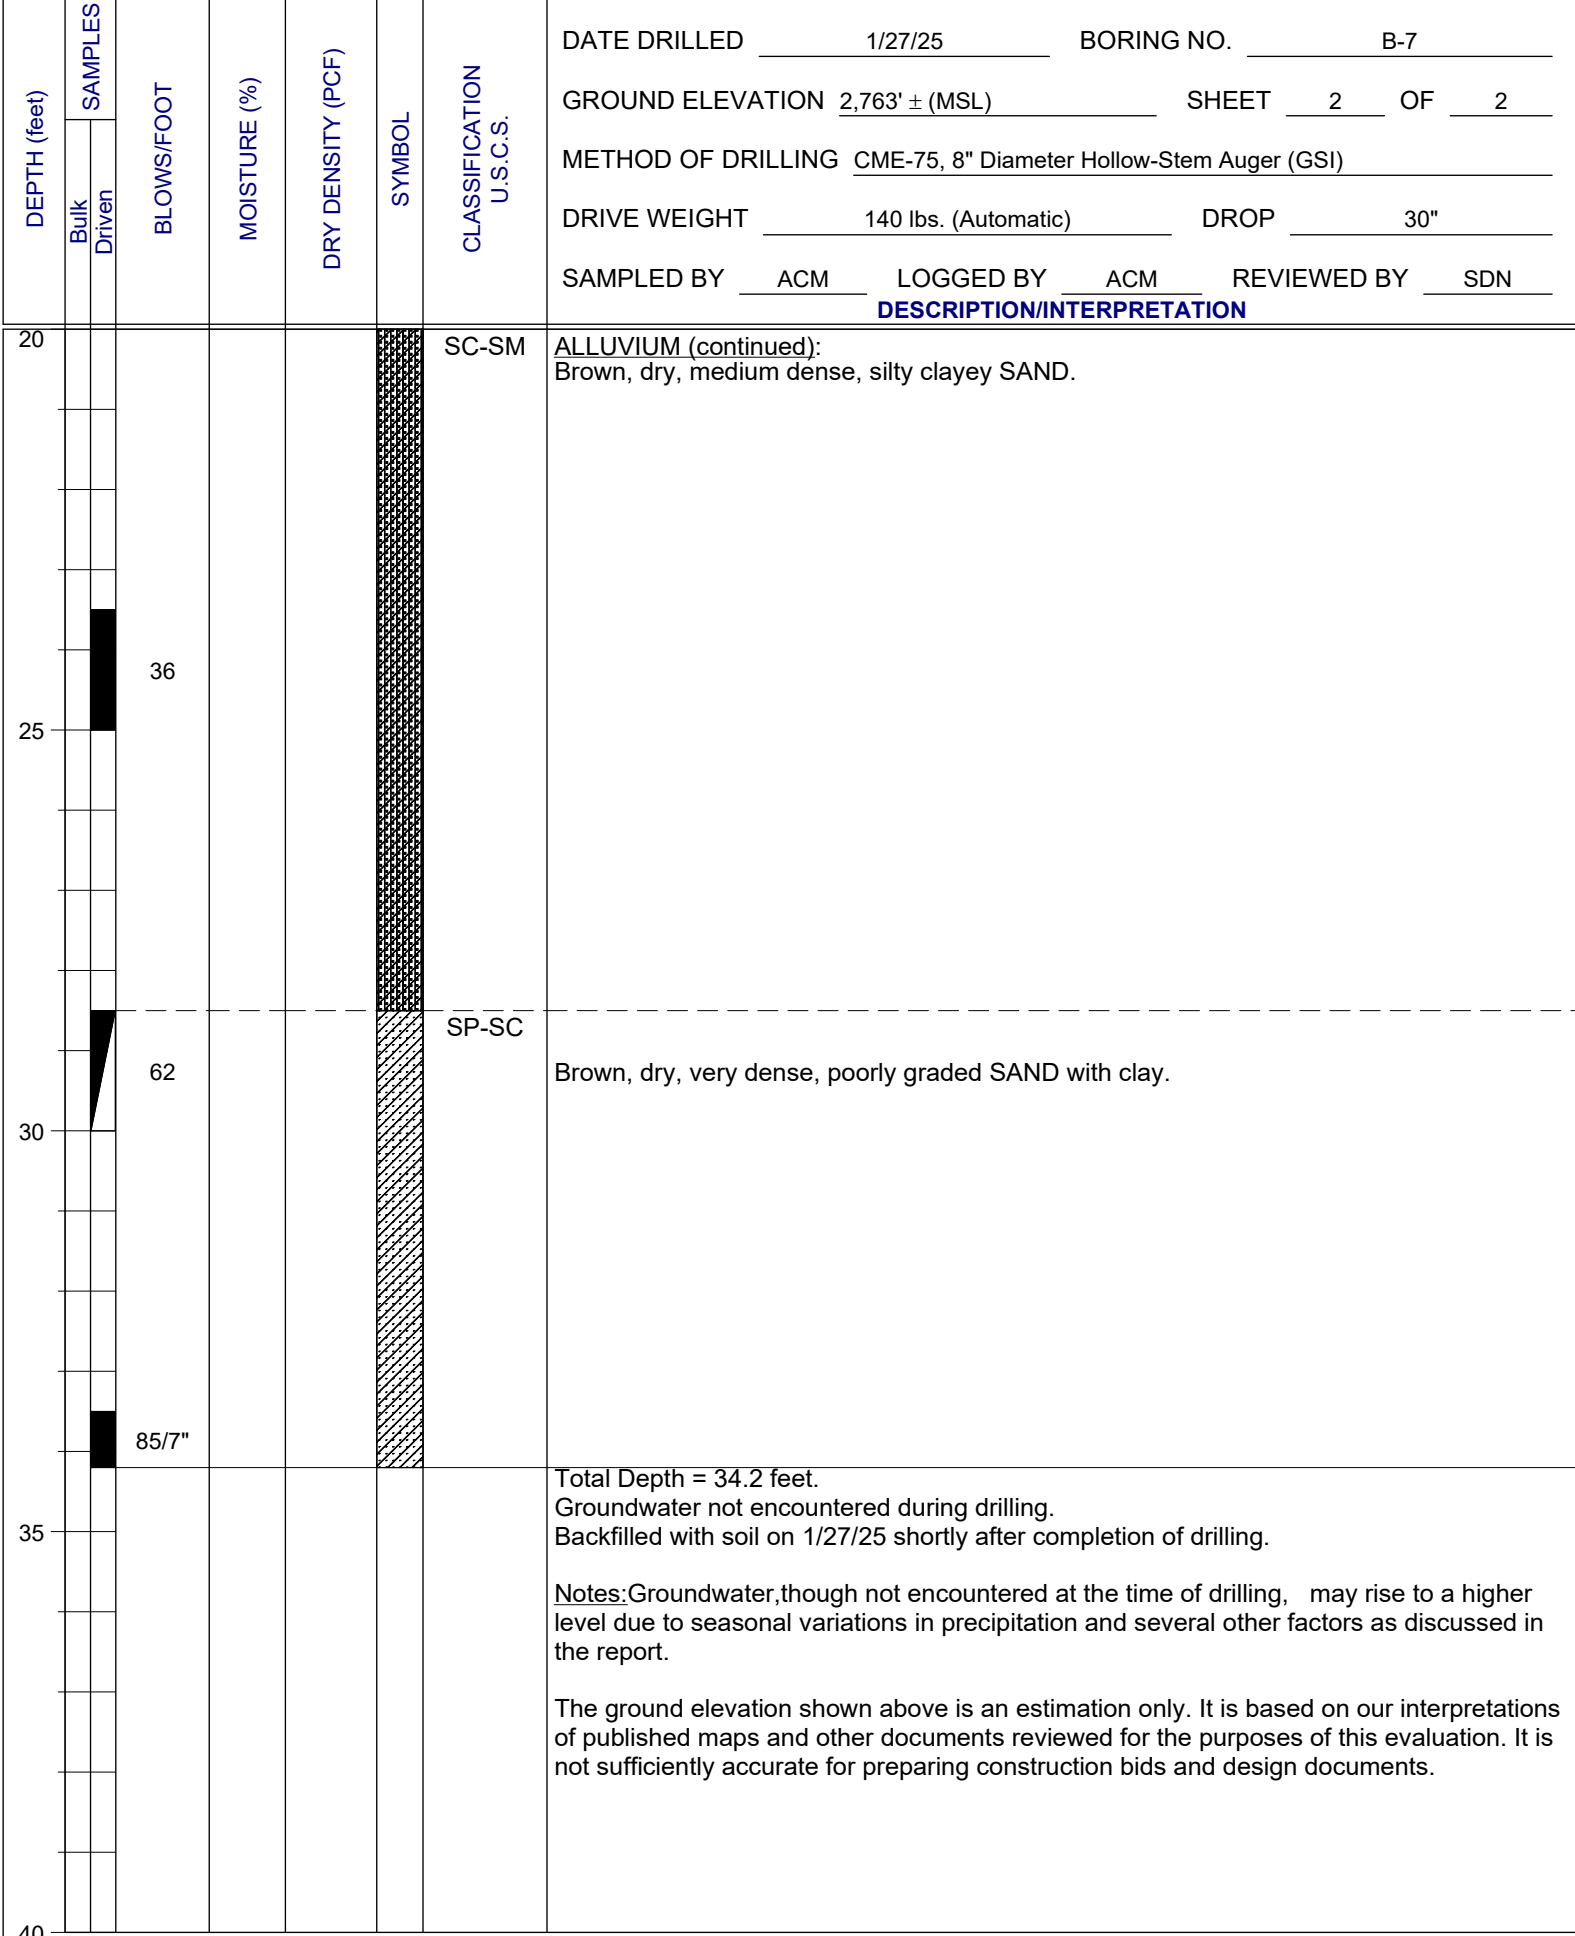 DEPTH (feet)
SAMPLES
Bulk
Driven
BLOWS/FOOT
MOISTURE (%)
DRY DENSITY (PCF)
SYMBOL
CLASSIFICATION
U.S.C.S.
DATE DRILLED 1/27/25 BORING NO. B-7
GROUND ELEVATION 2,763' ± (MSL) SHEET 2 OF 2
METHOD OF DRILLING CME-75, 8" Diameter Hollow-Stem Auger (GSI)
DRIVE WEIGHT 140 lbs. (Automatic) DROP 30"
SAMPLED BY ACM LOGGED BY ACM REVIEWED BY SDN
DESCRIPTION/INTERPRETATION
20 SC-SM ALLUVIUM (continued):
Brown, dry, medium dense, silty clayey SAND.
36
25
SP-SC
62 Brown, dry, very dense, poorly graded SAND with clay.
30
85/7"
Total Depth = 34.2 feet.
Groundwater not encountered during drilling.
35 Backfilled with soil on 1/27/25 shortly after completion of drilling.
Notes:Groundwater,though not encountered at the time of drilling, may rise to a higher
level due to seasonal variations in precipitation and several other factors as discussed in
the report.
The ground elevation shown above is an estimation only. It is based on our interpretations
of published maps and other documents reviewed for the purposes of this evaluation. It is
not sufficiently accurate for preparing construction bids and design documents.
40